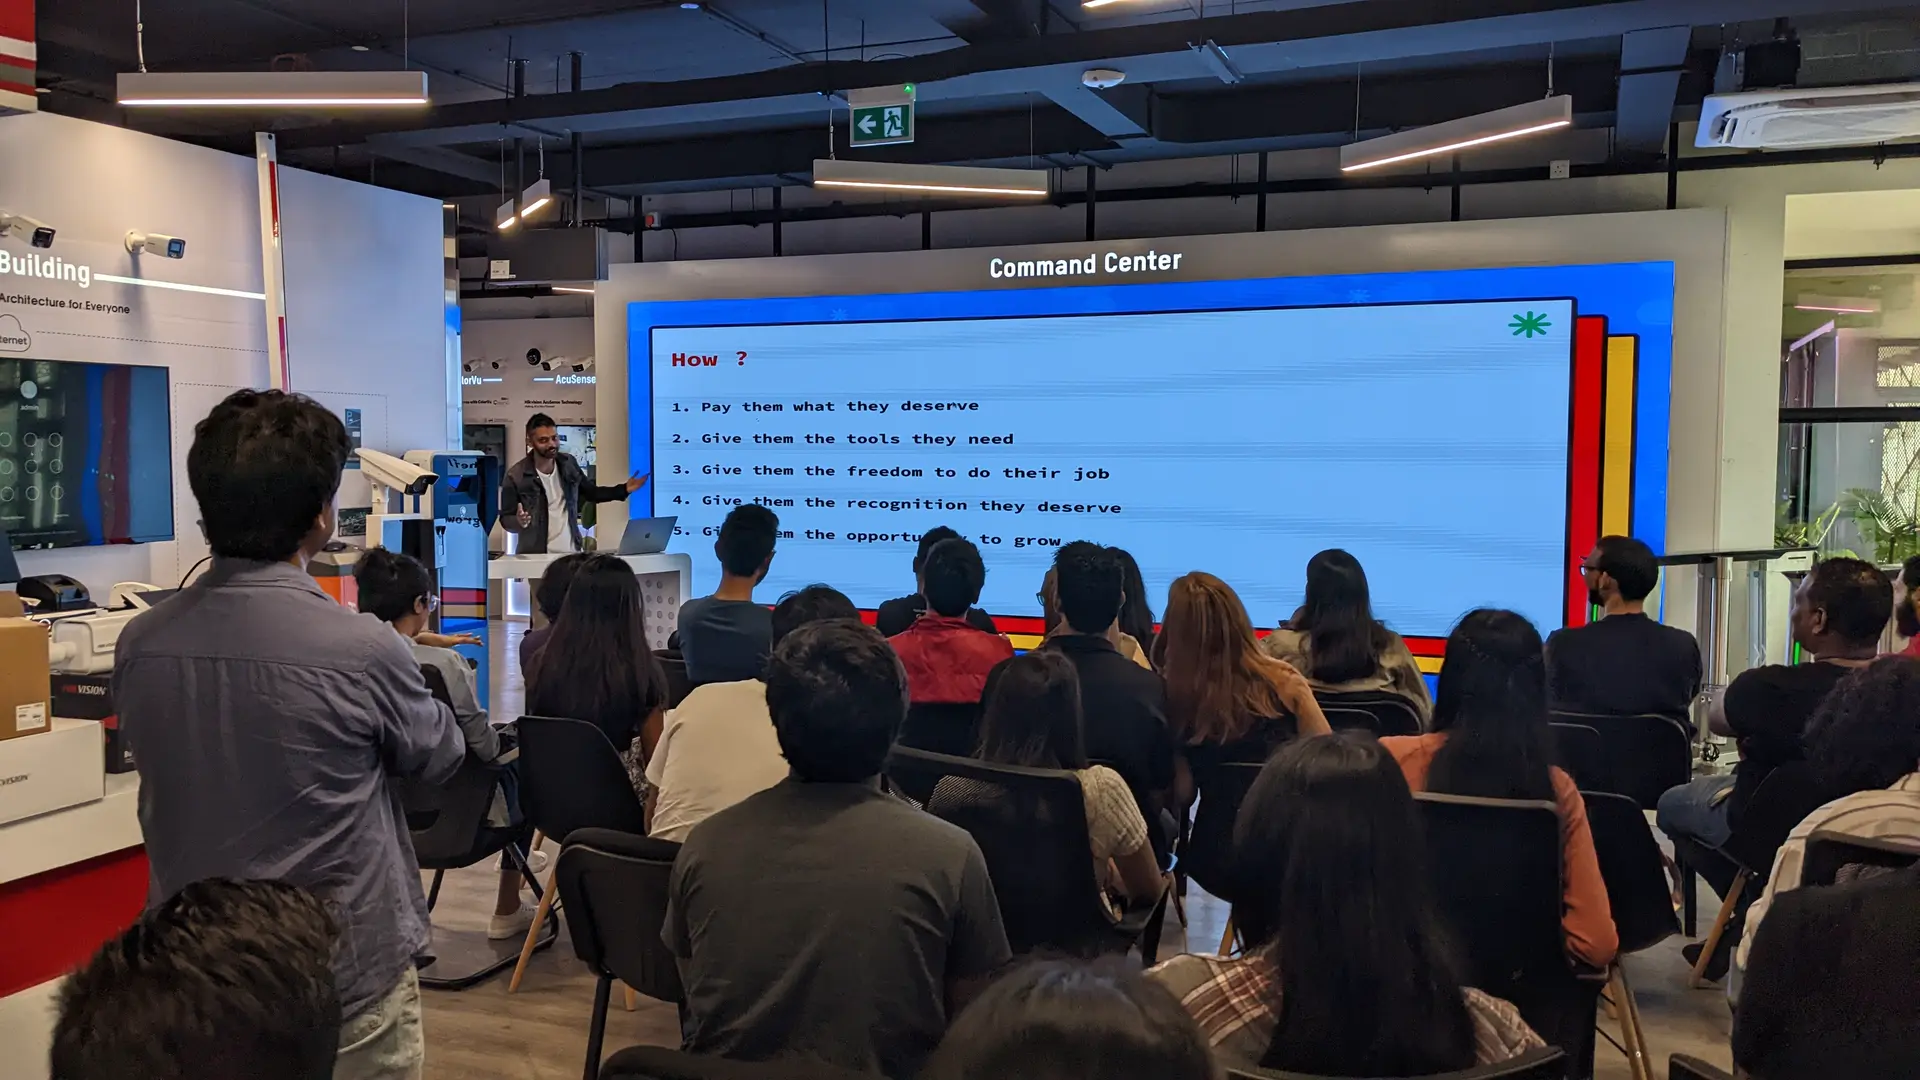 Command Center
How ?
1. Pay them what they deserve
2. Give them the tools they need
3. Give them the freedom to do their job
4. Give them the recognition they deserve
5. to grow
Building
Architecture for Everyone
AcuSense
VISION